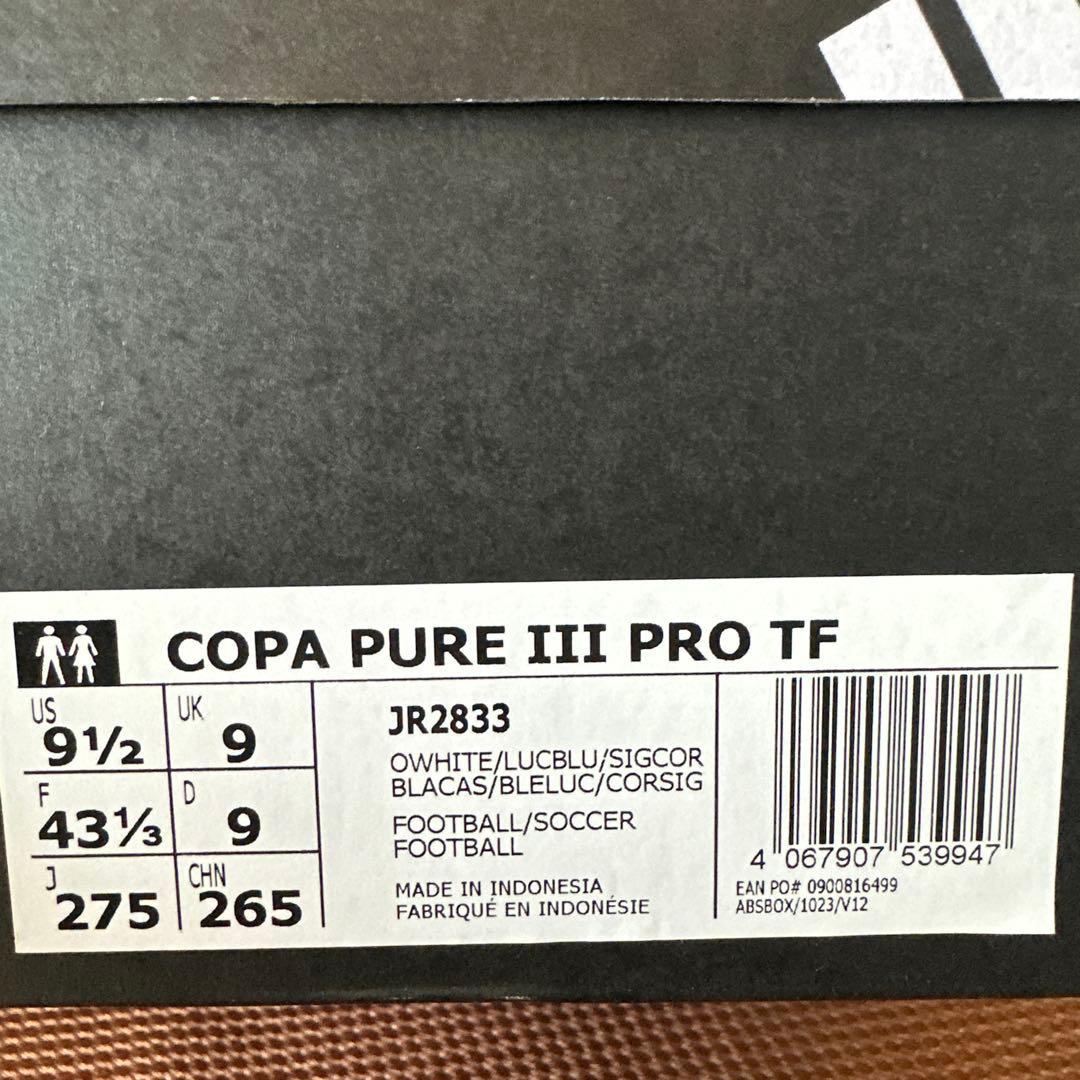 COPA PURE III PRO TF
US 9½ UK 9
F 43⅓ D 9
J 275 CHN 265
JR2833
OWHITE/LUCBLU/SIGCOR
BLACAS/BLELUC/CORSIG
FOOTBALL/SOCCER
FOOTBALL
MADE IN INDONESIA
FABRIQUÉ EN INDONÉSIE
4 067907 539947
EAN PO# 0900816499
ABSBOX/1023/V12